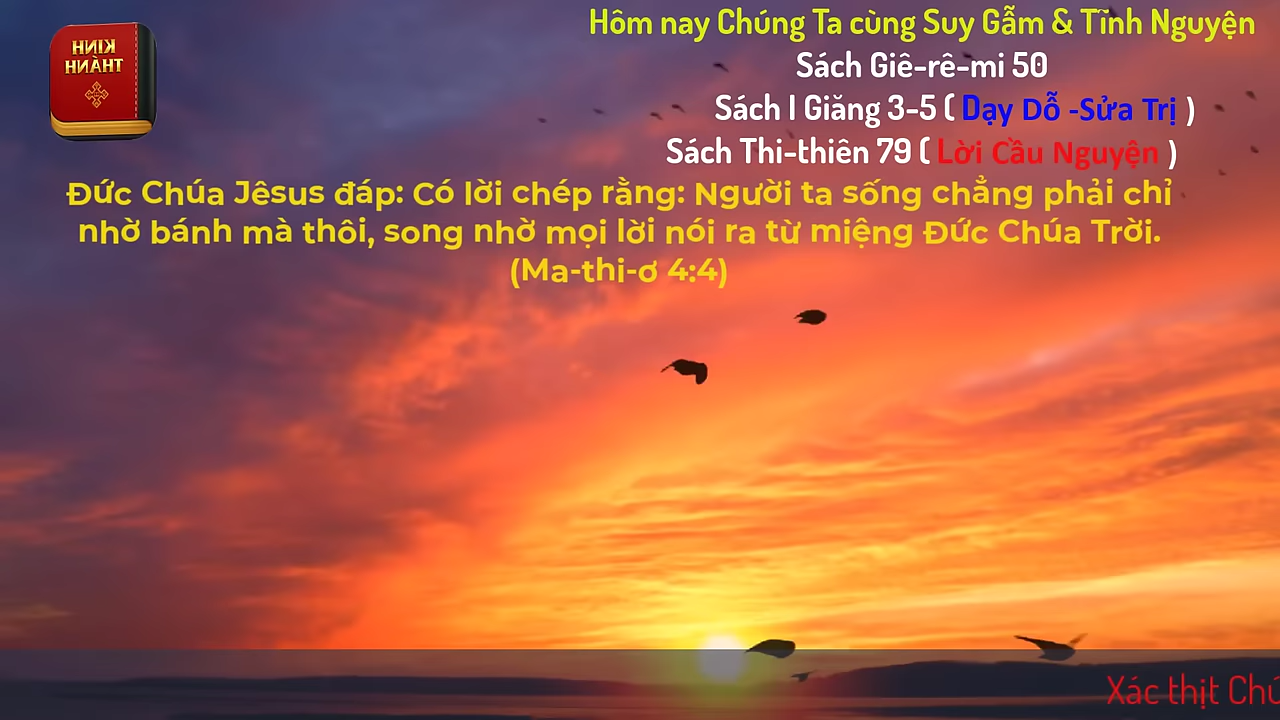 KINH
THÁNH
Hôm nay Chúng Ta cùng Suy Gẫm & Tĩnh Nguyện
Sách Giê-rê-mi 50
Sách I Giăng 3-5 ( Dạy Dỗ -Sửa Trị )
Sách Thi-thiên 79 ( Lời Cầu Nguyện )
Đức Chúa Jêsus đáp: Có lời chép rằng: Người ta sống chẳng phải chỉ
nhờ bánh mà thôi, song nhờ mọi lời nói ra từ miệng Đức Chúa Trời.
(Ma-thi-ơ 4:4)
Xác thịt